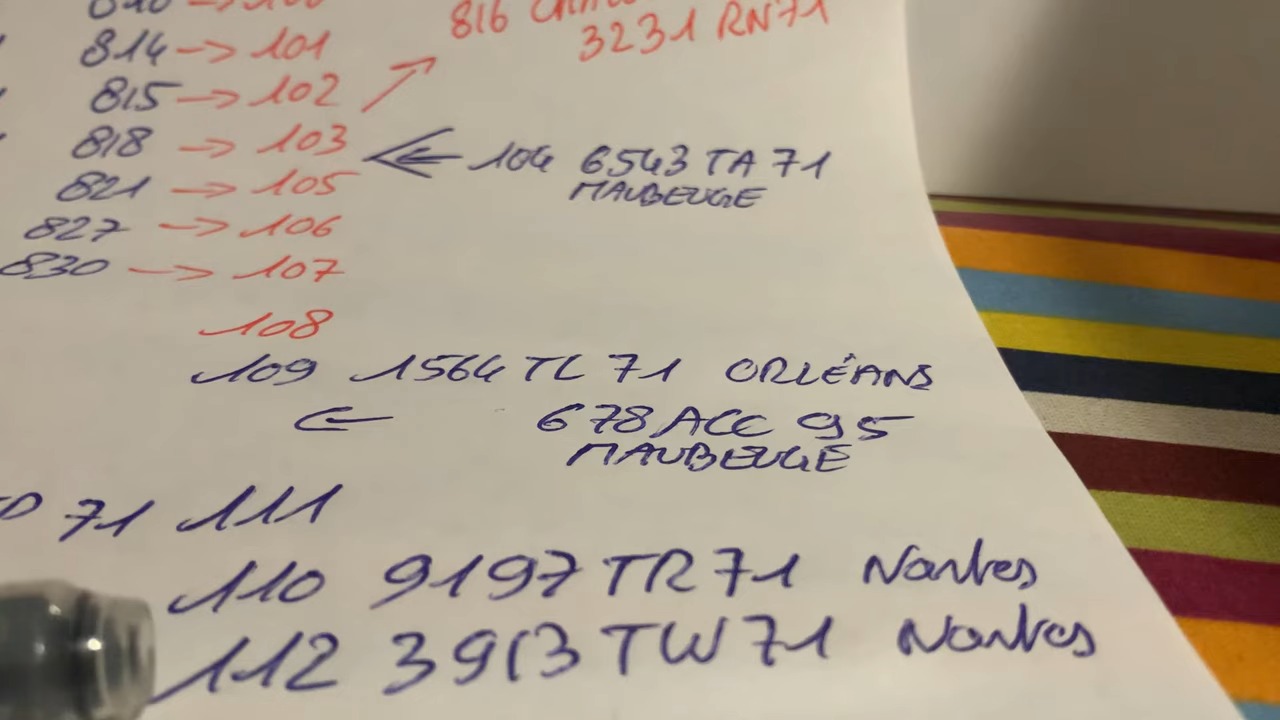 816
3231 RN71
814 → 101
815 → 102
818 → 103
← 104 6543 TA 71
MAUBEUGE
821 → 105
827 → 106
830 → 107
108
109 1564 TL 71 ORLÉANS
← 678 ACC 95
MAUBEUGE
71 111
110 9197 TR 71 Nantes
112 3913 TW 71 Nantes